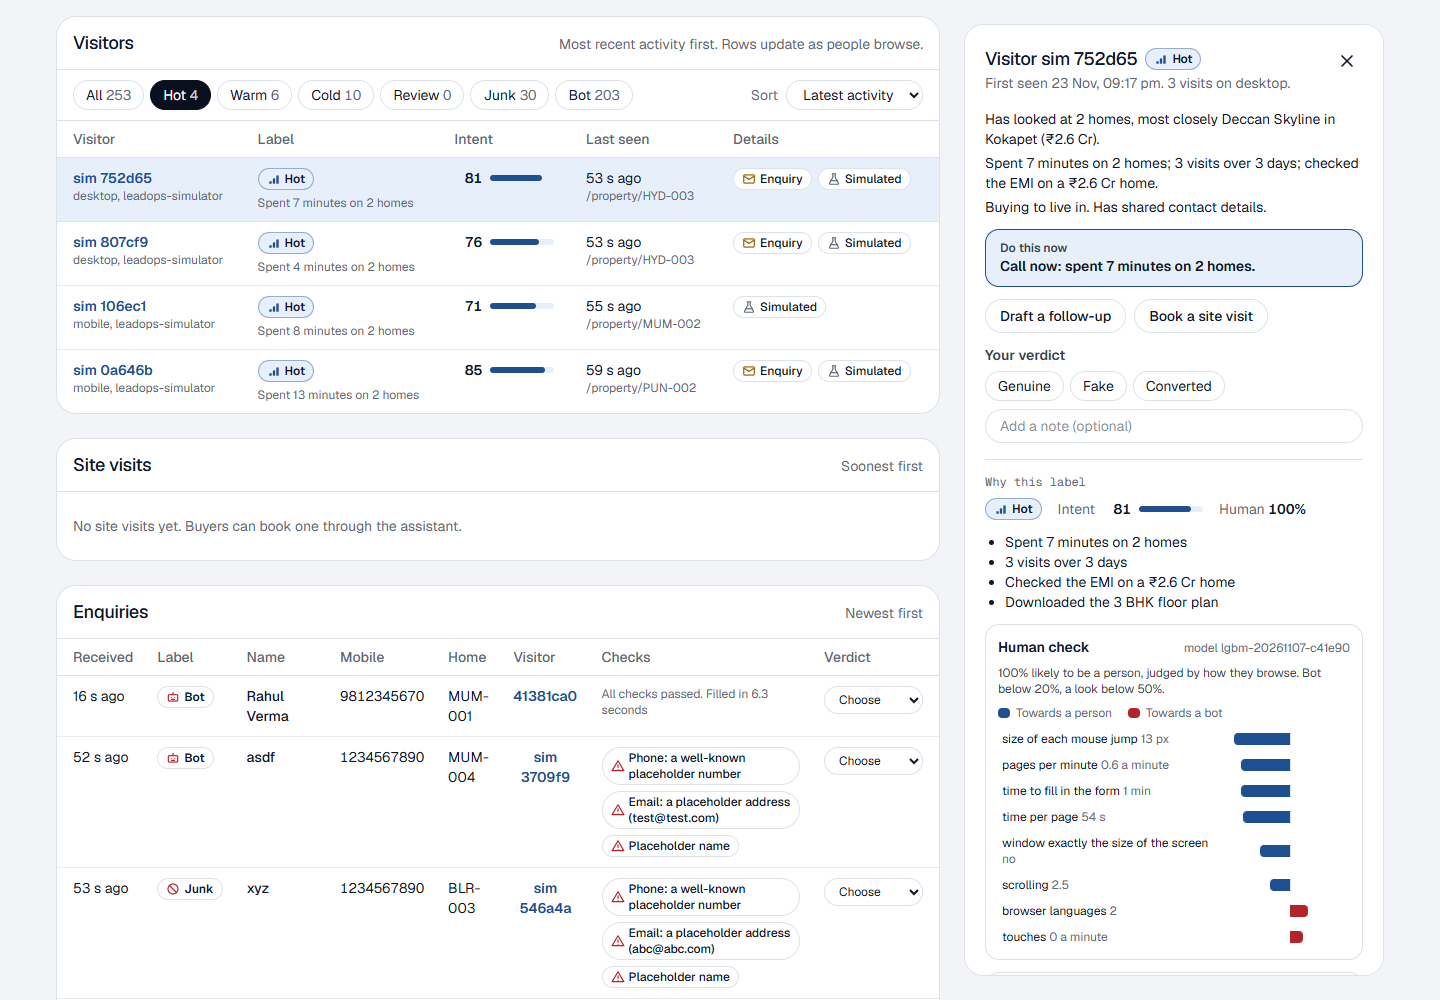 Visitors
Most recent activity first. Rows update as people browse.
All 253
Hot 4
Warm 6
Cold 10
Review 0
Junk 30
Bot 203
Sort
Latest activity
Visitor
Label
Intent
Last seen
Details
sim 752d65
desktop, leadops-simulator
Hot
Spent 7 minutes on 2 homes
81
53 s ago
/property/HYD-003
Enquiry
Simulated
sim 807cf9
desktop, leadops-simulator
Hot
Spent 4 minutes on 2 homes
76
53 s ago
/property/HYD-003
Enquiry
Simulated
sim 106ec1
mobile, leadops-simulator
Hot
Spent 8 minutes on 2 homes
71
55 s ago
/property/MUM-002
Simulated
sim 0a646b
mobile, leadops-simulator
Hot
Spent 13 minutes on 2 homes
85
59 s ago
/property/PUN-002
Enquiry
Simulated
Site visits
Soonest first
No site visits yet. Buyers can book one through the assistant.
Enquiries
Newest first
Received
Label
Name
Mobile
Home
Visitor
Checks
Verdict
16 s ago
Bot
Rahul
Verma
9812345670
MUM-
001
41381ca0
All checks passed. Filled in 6.3
seconds
Choose
52 s ago
Bot
asdf
1234567890
MUM-
004
sim
3709f9
Phone: a well-known
placeholder number
Email: a placeholder address
(test@test.com)
Placeholder name
Choose
53 s ago
Junk
xyz
1234567890
BLR-
003
sim
546a4a
Phone: a well-known
placeholder number
Email: a placeholder address
(abc@abc.com)
Placeholder name
Choose
Visitor sim 752d65
Hot
First seen 23 Nov, 09:17 pm. 3 visits on desktop.
Has looked at 2 homes, most closely Deccan Skyline in
Kokapet (₹2.6 Cr).
Spent 7 minutes on 2 homes; 3 visits over 3 days; checked
the EMI on a ₹2.6 Cr home.
Buying to live in. Has shared contact details.
Do this now
Call now: spent 7 minutes on 2 homes.
Draft a follow-up
Book a site visit
Your verdict
Genuine
Fake
Converted
Add a note (optional)
Why this label
Hot
Intent
81
Human 100%
Spent 7 minutes on 2 homes
3 visits over 3 days
Checked the EMI on a ₹2.6 Cr home
Downloaded the 3 BHK floor plan
Human check
model lgbm-20261107-c41e90
100% likely to be a person, judged by how they browse. Bot
below 20%, a look below 50%.
Towards a person
Towards a bot
size of each mouse jump 13 px
pages per minute 0.6 a minute
time to fill in the form 1 min
time per page 54 s
window exactly the size of the screen
no
scrolling 2.5
browser languages 2
touches 0 a minute